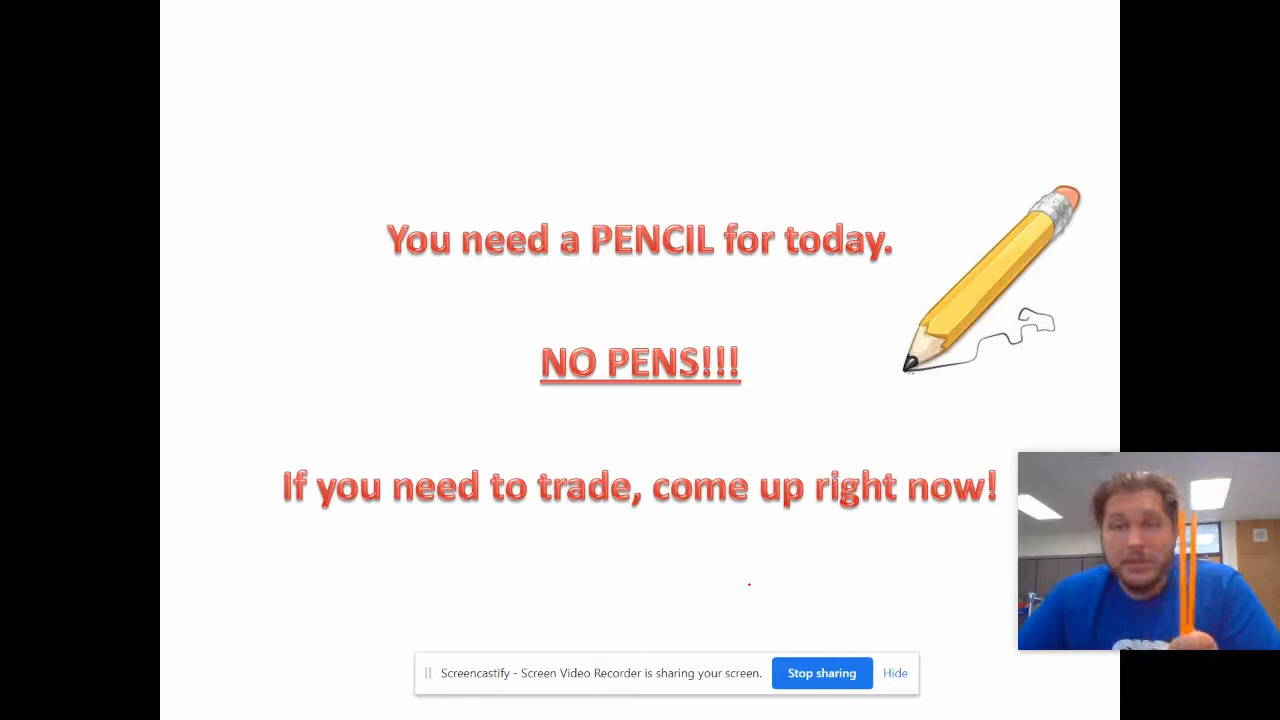 You need a PENCIL for today.
NO PENS!!!
If you need to trade, come up right now!
Screencastify - Screen Video Recorder is sharing your screen.
Stop sharing
Hide